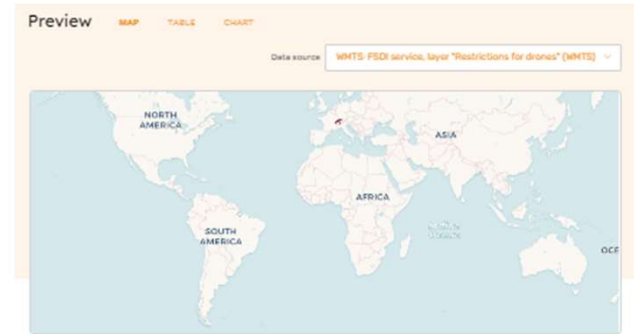 Preview MAP TABLE CHART
Data source WMTS-FSDI service, layer "Restrictions for drones" (WMTS)
NORTH
AMERICA
ASIA
AFRICA
SOUTH
AMERICA
OCE